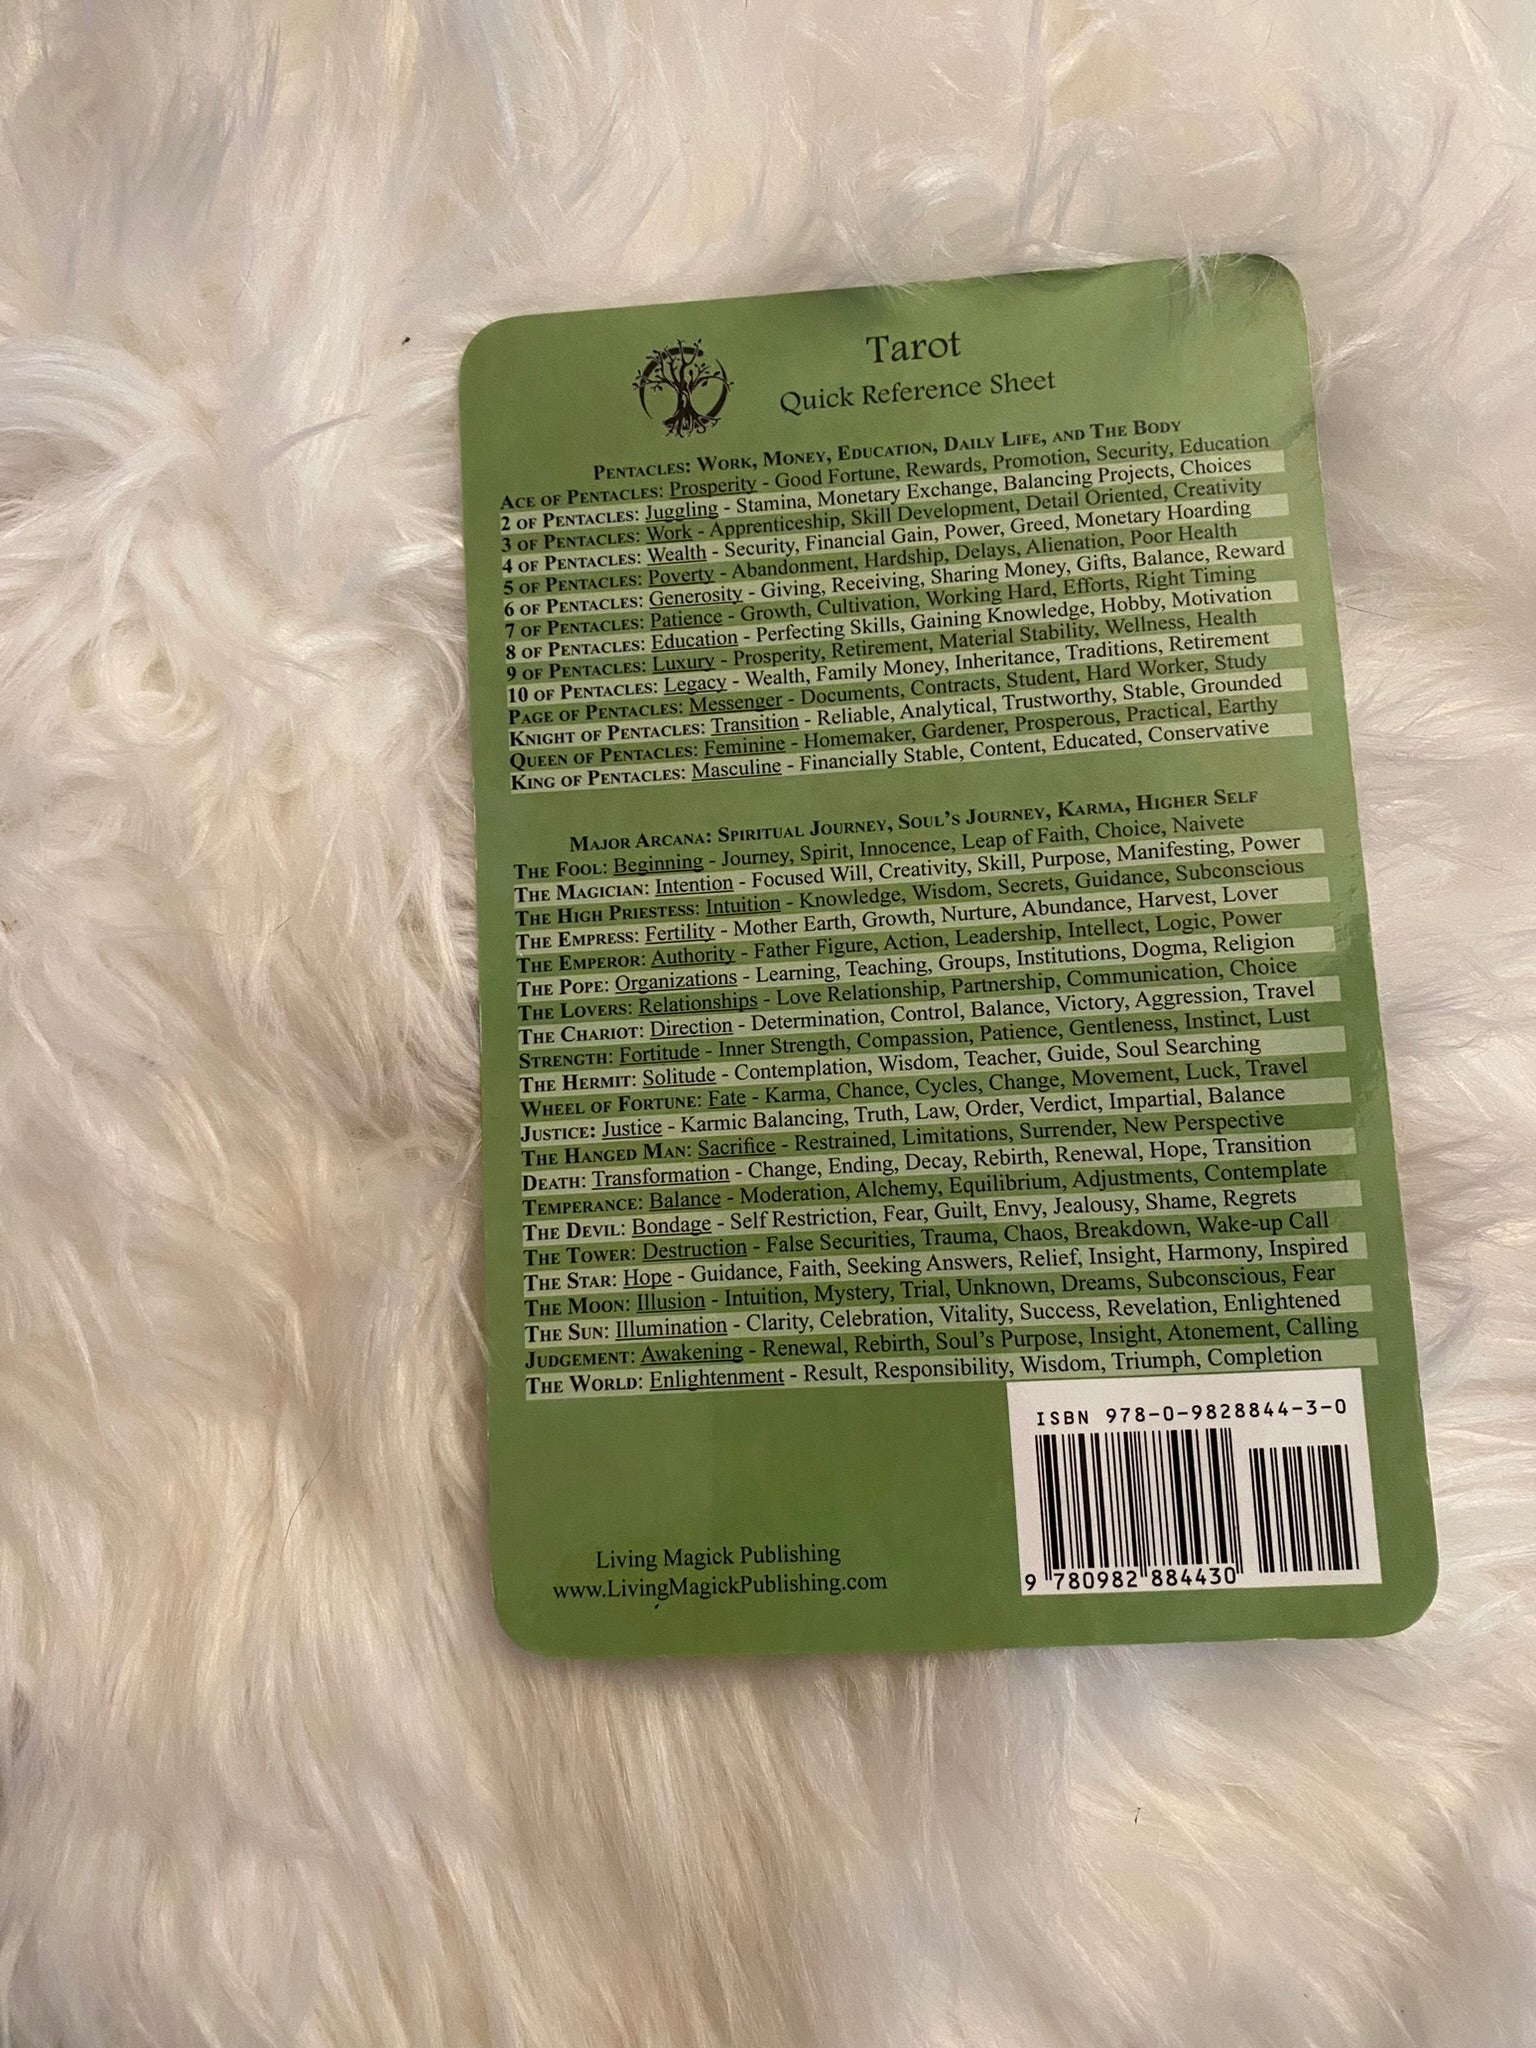 Tarot
Quick Reference Sheet
Pentacles: Work, Money, Education, Daily Life, and The Body
Ace of Pentacles: Prosperity - Good Fortune, Rewards, Promotion, Security, Education
2 of Pentacles: Juggling - Stamina, Monetary Exchange, Balancing Projects, Choices
3 of Pentacles: Work - Apprenticeship, Skill Development, Detail Oriented, Creativity
4 of Pentacles: Wealth - Security, Financial Gain, Power, Greed, Monetary Hoarding
5 of Pentacles: Poverty - Abandonment, Hardship, Delays, Alienation, Poor Health
6 of Pentacles: Generosity - Giving, Receiving, Sharing Money, Gifts, Balance, Reward
7 of Pentacles: Patience - Growth, Cultivation, Working Hard, Efforts, Right Timing
8 of Pentacles: Education - Perfecting Skills, Gaining Knowledge, Hobby, Motivation
9 of Pentacles: Luxury - Prosperity, Retirement, Material Stability, Wellness, Health
10 of Pentacles: Legacy - Wealth, Family Money, Inheritance, Traditions, Retirement
Page of Pentacles: Messenger - Documents, Contracts, Student, Hard Worker, Study
Knight of Pentacles: Transition - Reliable, Analytical, Trustworthy, Stable, Grounded
Queen of Pentacles: Feminine - Homemaker, Gardener, Prosperous, Practical, Earthy
King of Pentacles: Masculine - Financially Stable, Content, Educated, Conservative
Major Arcana: Spiritual Journey, Soul's Journey, Karma, Higher Self
The Fool: Beginning - Journey, Spirit, Innocence, Leap of Faith, Choice, Naivete
The Magician: Intention - Focused Will, Creativity, Skill, Purpose, Manifesting, Power
The High Priestess: Intuition - Knowledge, Wisdom, Secrets, Guidance, Subconscious
The Empress: Fertility - Mother Earth, Growth, Nurture, Abundance, Harvest, Lover
The Emperor: Authority - Father Figure, Action, Leadership, Intellect, Logic, Power
The Pope: Organizations - Learning, Teaching, Groups, Institutions, Dogma, Religion
The Lovers: Relationships - Love Relationship, Partnership, Communication, Choice
The Chariot: Direction - Determination, Control, Balance, Victory, Aggression, Travel
Strength: Fortitude - Inner Strength, Compassion, Patience, Gentleness, Instinct, Lust
The Hermit: Solitude - Contemplation, Wisdom, Teacher, Guide, Soul Searching
Wheel of Fortune: Fate - Karma, Chance, Cycles, Change, Movement, Luck, Travel
Justice: Justice - Karmic Balancing, Truth, Law, Order, Verdict, Impartial, Balance
The Hanged Man: Sacrifice - Restrained, Limitations, Surrender, New Perspective
Death: Transformation - Change, Ending, Decay, Rebirth, Renewal, Hope, Transition
Temperance: Balance - Moderation, Alchemy, Equilibrium, Adjustments, Contemplate
The Devil: Bondage - Self Restriction, Fear, Guilt, Envy, Jealousy, Shame, Regrets
The Tower: Destruction - False Securities, Trauma, Chaos, Breakdown, Wake-up Call
The Star: Hope - Guidance, Faith, Seeking Answers, Relief, Insight, Harmony, Inspired
The Moon: Illusion - Intuition, Mystery, Trial, Unknown, Dreams, Subconscious, Fear
The Sun: Illumination - Clarity, Celebration, Vitality, Success, Revelation, Enlightened
Judgement: Awakening - Renewal, Rebirth, Soul's Purpose, Insight, Atonement, Calling
The World: Enlightenment - Result, Responsibility, Wisdom, Triumph, Completion
ISBN 978-0-9828844-3-0
9 780982 884430
Living Magick Publishing
www.LivingMagickPublishing.com